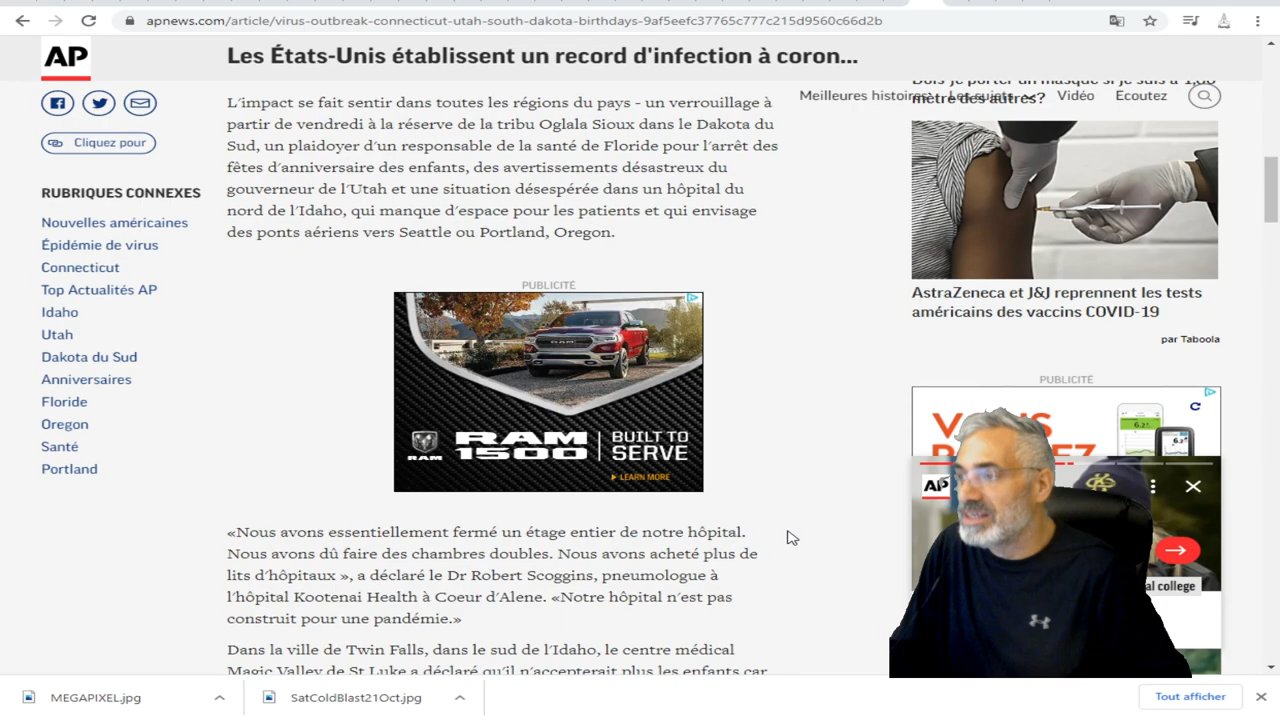 apnews.com/article/virus-outbreak-connecticut-utah-south-dakota-birthdays-9af5eefc37765c777c215d9560c66d2b
AP
Les États-Unis établissent un record d'infection à coron...
Meilleures histoires
Les sujets
Vidéo
Ecoutez
Cliquez pour
RUBRIQUES CONNEXES
Nouvelles américaines
Épidémie de virus
Connecticut
Top Actualités AP
Idaho
Utah
Dakota du Sud
Anniversaires
Floride
Oregon
Santé
Portland
L'impact se fait sentir dans toutes les régions du pays - un verrouillage à
partir de vendredi à la réserve de la tribu Oglala Sioux dans le Dakota du
Sud, un plaidoyer d'un responsable de la santé de Floride pour l'arrêt des
fêtes d'anniversaire des enfants, des avertissements désastreux du
gouverneur de l'Utah et une situation désespérée dans un hôpital du
nord de l'Idaho, qui manque d'espace pour les patients et qui envisage
des ponts aériens vers Seattle ou Portland, Oregon.
PUBLICITÉ
RAM
RAM 1500
BUILT TO
SERVE
LEARN MORE
«Nous avons essentiellement fermé un étage entier de notre hôpital.
Nous avons dû faire des chambres doubles. Nous avons acheté plus de
lits d'hôpitaux », a déclaré le Dr Robert Scoggins, pneumologue à
l'hôpital Kootenai Health à Coeur d'Alene. «Notre hôpital n'est pas
construit pour une pandémie.»
Dans la ville de Twin Falls, dans le sud de l'Idaho, le centre médical
Magic Valley de St Luke a déclaré qu'il n'accepterait plus les enfants car
Dois-je porter un masque si je suis à 1,80
mètre des autres?
AstraZeneca et J&J reprennent les tests
américains des vaccins COVID-19
par Taboola
PUBLICITÉ
VOUS
AP
al college
MEGAPIXEL.jpg
SatColdBlast21Oct.jpg
Tout afficher